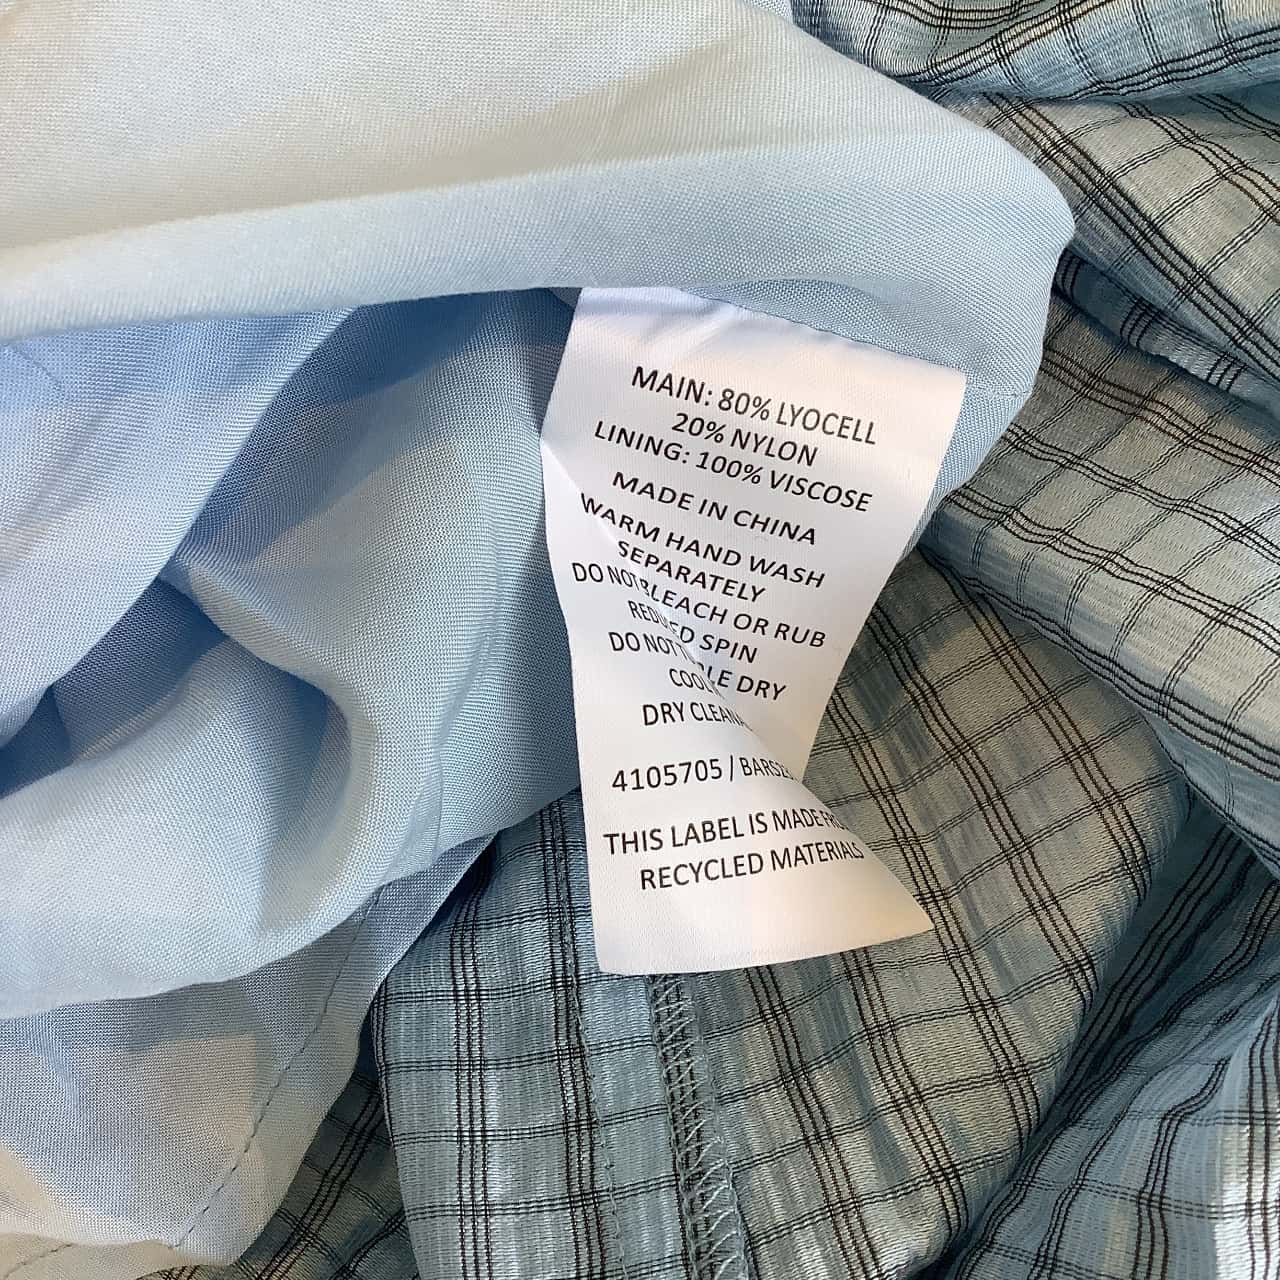 MAIN: 80% LYOCELL
20% NYLON
LINING: 100% VISCOSE
MADE IN CHINA
WARM HAND WASH
SEPARATELY
DO NOT BLEACH OR RUB
REDUCED SPIN
DO NOT DRY
COOL
DRY
4105705 /
THIS LABEL IS MADE FROM
RECYCLED MATERIALS